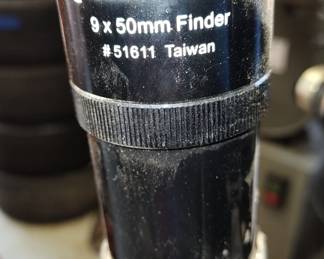 9 x 50mm Finder
#51611 Taiwan